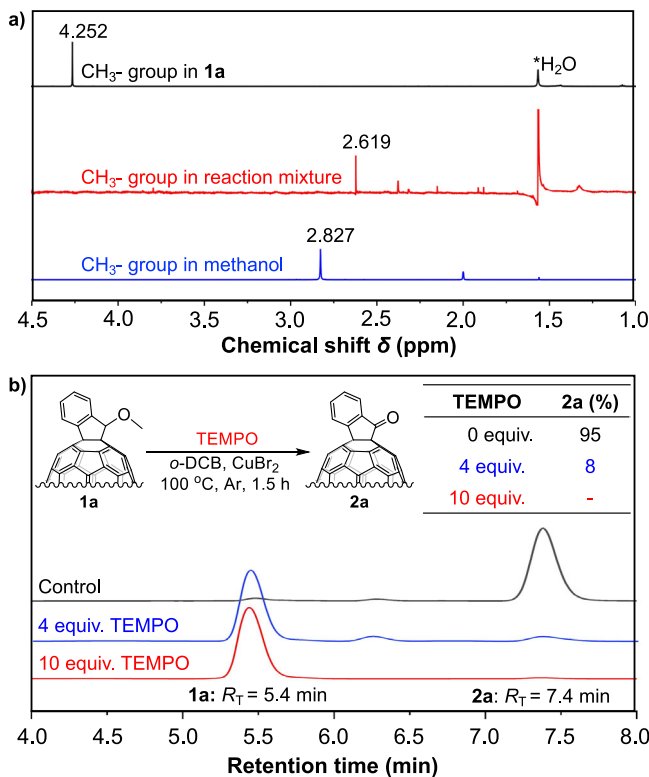 a)
4.252
CH₃- group in 1a
*H₂O
2.619
CH₃- group in reaction mixture
2.827
CH₃- group in methanol
4.5 4.0 3.5 3.0 2.5 2.0 1.5 1.0
Chemical shift δ (ppm)
b)
O
1a
TEMPO
o-DCB, CuBr₂
100 °C, Ar, 1.5 h
O
2a
TEMPO 2a (%)
0 equiv. 95
4 equiv. 8
10 equiv. -
Control
4 equiv. TEMPO
10 equiv. TEMPO
1a: R_T = 5.4 min
2a: R_T = 7.4 min
4.0 4.5 5.0 5.5 6.0 6.5 7.0 7.5 8.0
Retention time (min)